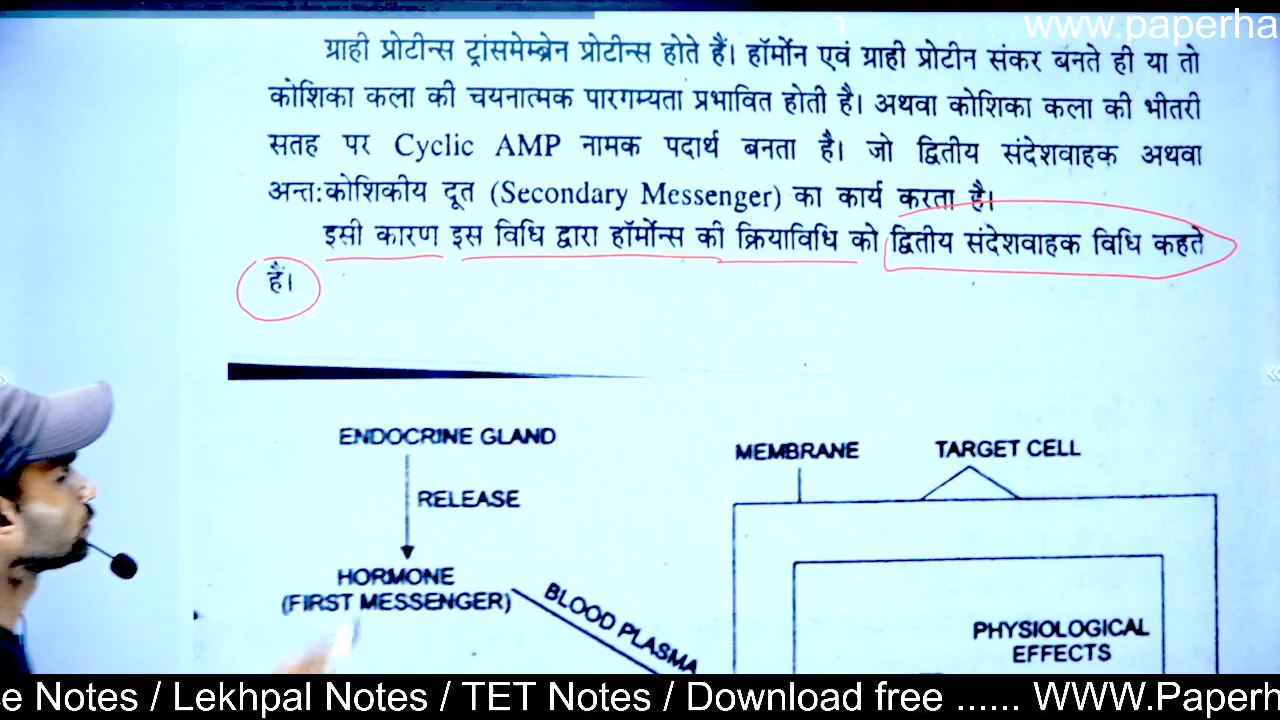 www.paperha
ग्राही प्रोटीन्स ट्रांसमेम्ब्रेन प्रोटीन्स होते हैं। हॉर्मोन एवं ग्राही प्रोटीन संकर बनते ही या तो
कोशिका कला की चयनात्मक पारगम्यता प्रभावित होती है। अथवा कोशिका कला की भीतरी
सतह पर Cyclic AMP नामक पदार्थ बनता है। जो द्वितीय संदेशवाहक अथवा
अन्त:कोशिकीय दूत (Secondary Messenger) का कार्य करता है।
इसी कारण इस विधि द्वारा हॉर्मोन्स की क्रियाविधि को द्वितीय संदेशवाहक विधि कहते
हैं।
ENDOCRINE GLAND
RELEASE
HORMONE
(FIRST MESSENGER)
BLOOD PLASMA
MEMBRANE
TARGET CELL
PHYSIOLOGICAL
EFFECTS
e Notes / Lekhpal Notes / TET Notes / Download free ...... WWW.Paperh